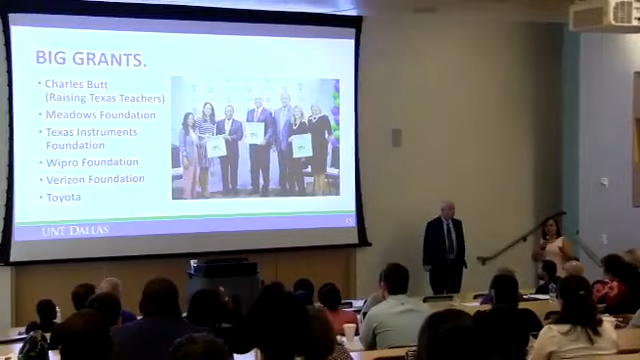 BIG GRANTS.
• Charles Butt
(Raising Texas Teachers)
• Meadows Foundation
• Texas Instruments
Foundation
• Wipro Foundation
• Verizon Foundation
• Toyota
UNT DALLAS